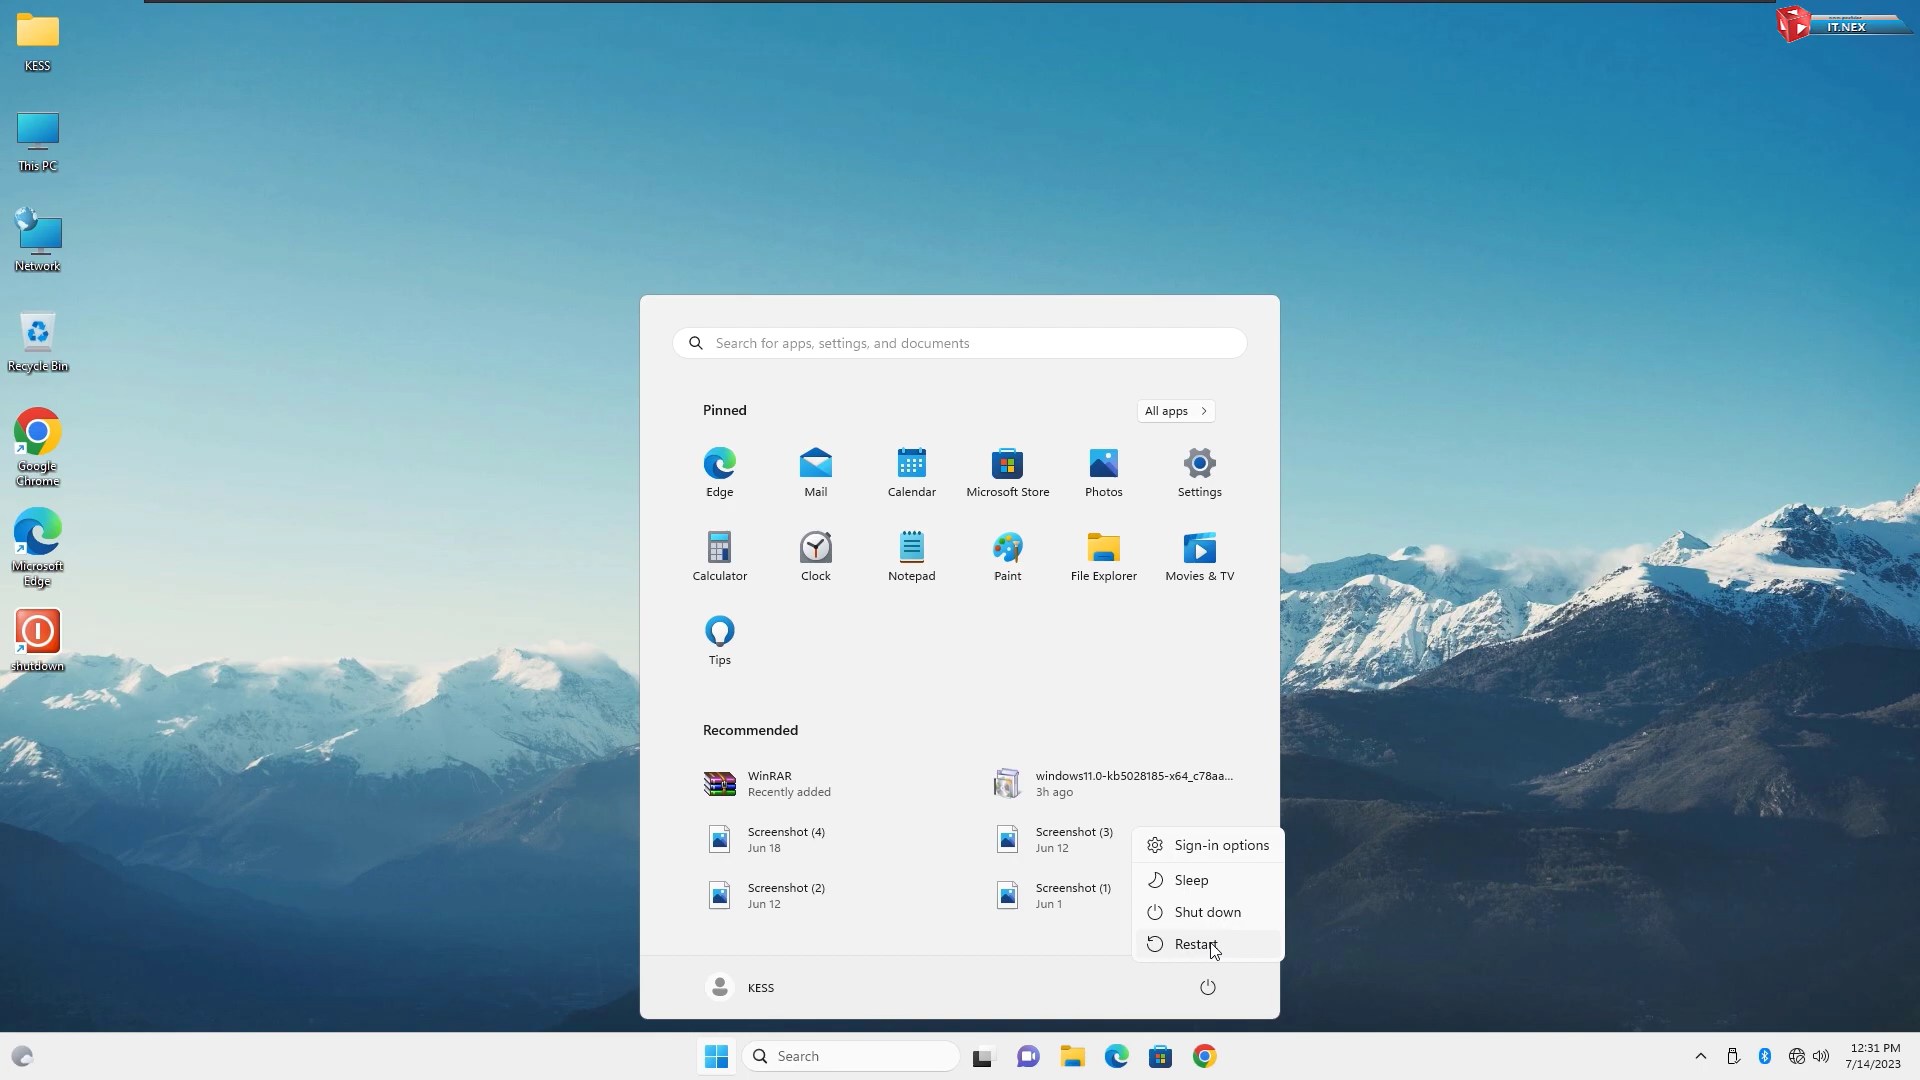 KESS
This PC
Network
Recycle Bin
Google
Chrome
Microsoft
Edge
shutdown
IT.NEX
Search for apps, settings, and documents
Pinned
All apps
Edge
Mail
Calendar
Microsoft Store
Photos
Settings
Calculator
Clock
Notepad
Paint
File Explorer
Movies & TV
Tips
Recommended
WinRAR
Recently added
windows11.0-kb5028185-x64_c78aa...
3h ago
Screenshot (4)
Jun 18
Screenshot (3)
Jun 12
Screenshot (2)
Jun 12
Screenshot (1)
Jun 1
Sign-in options
Sleep
Shut down
Restart
KESS
Search
12:31 PM
7/14/2023